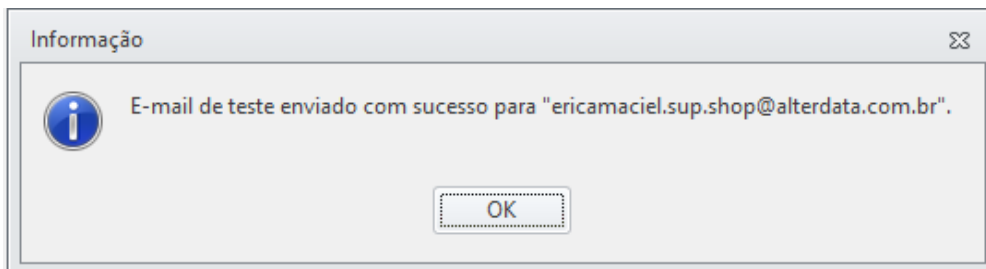 Informação
E-mail de teste enviado com sucesso para "ericamaciel.sup.shop@alterdata.com.br".
OK